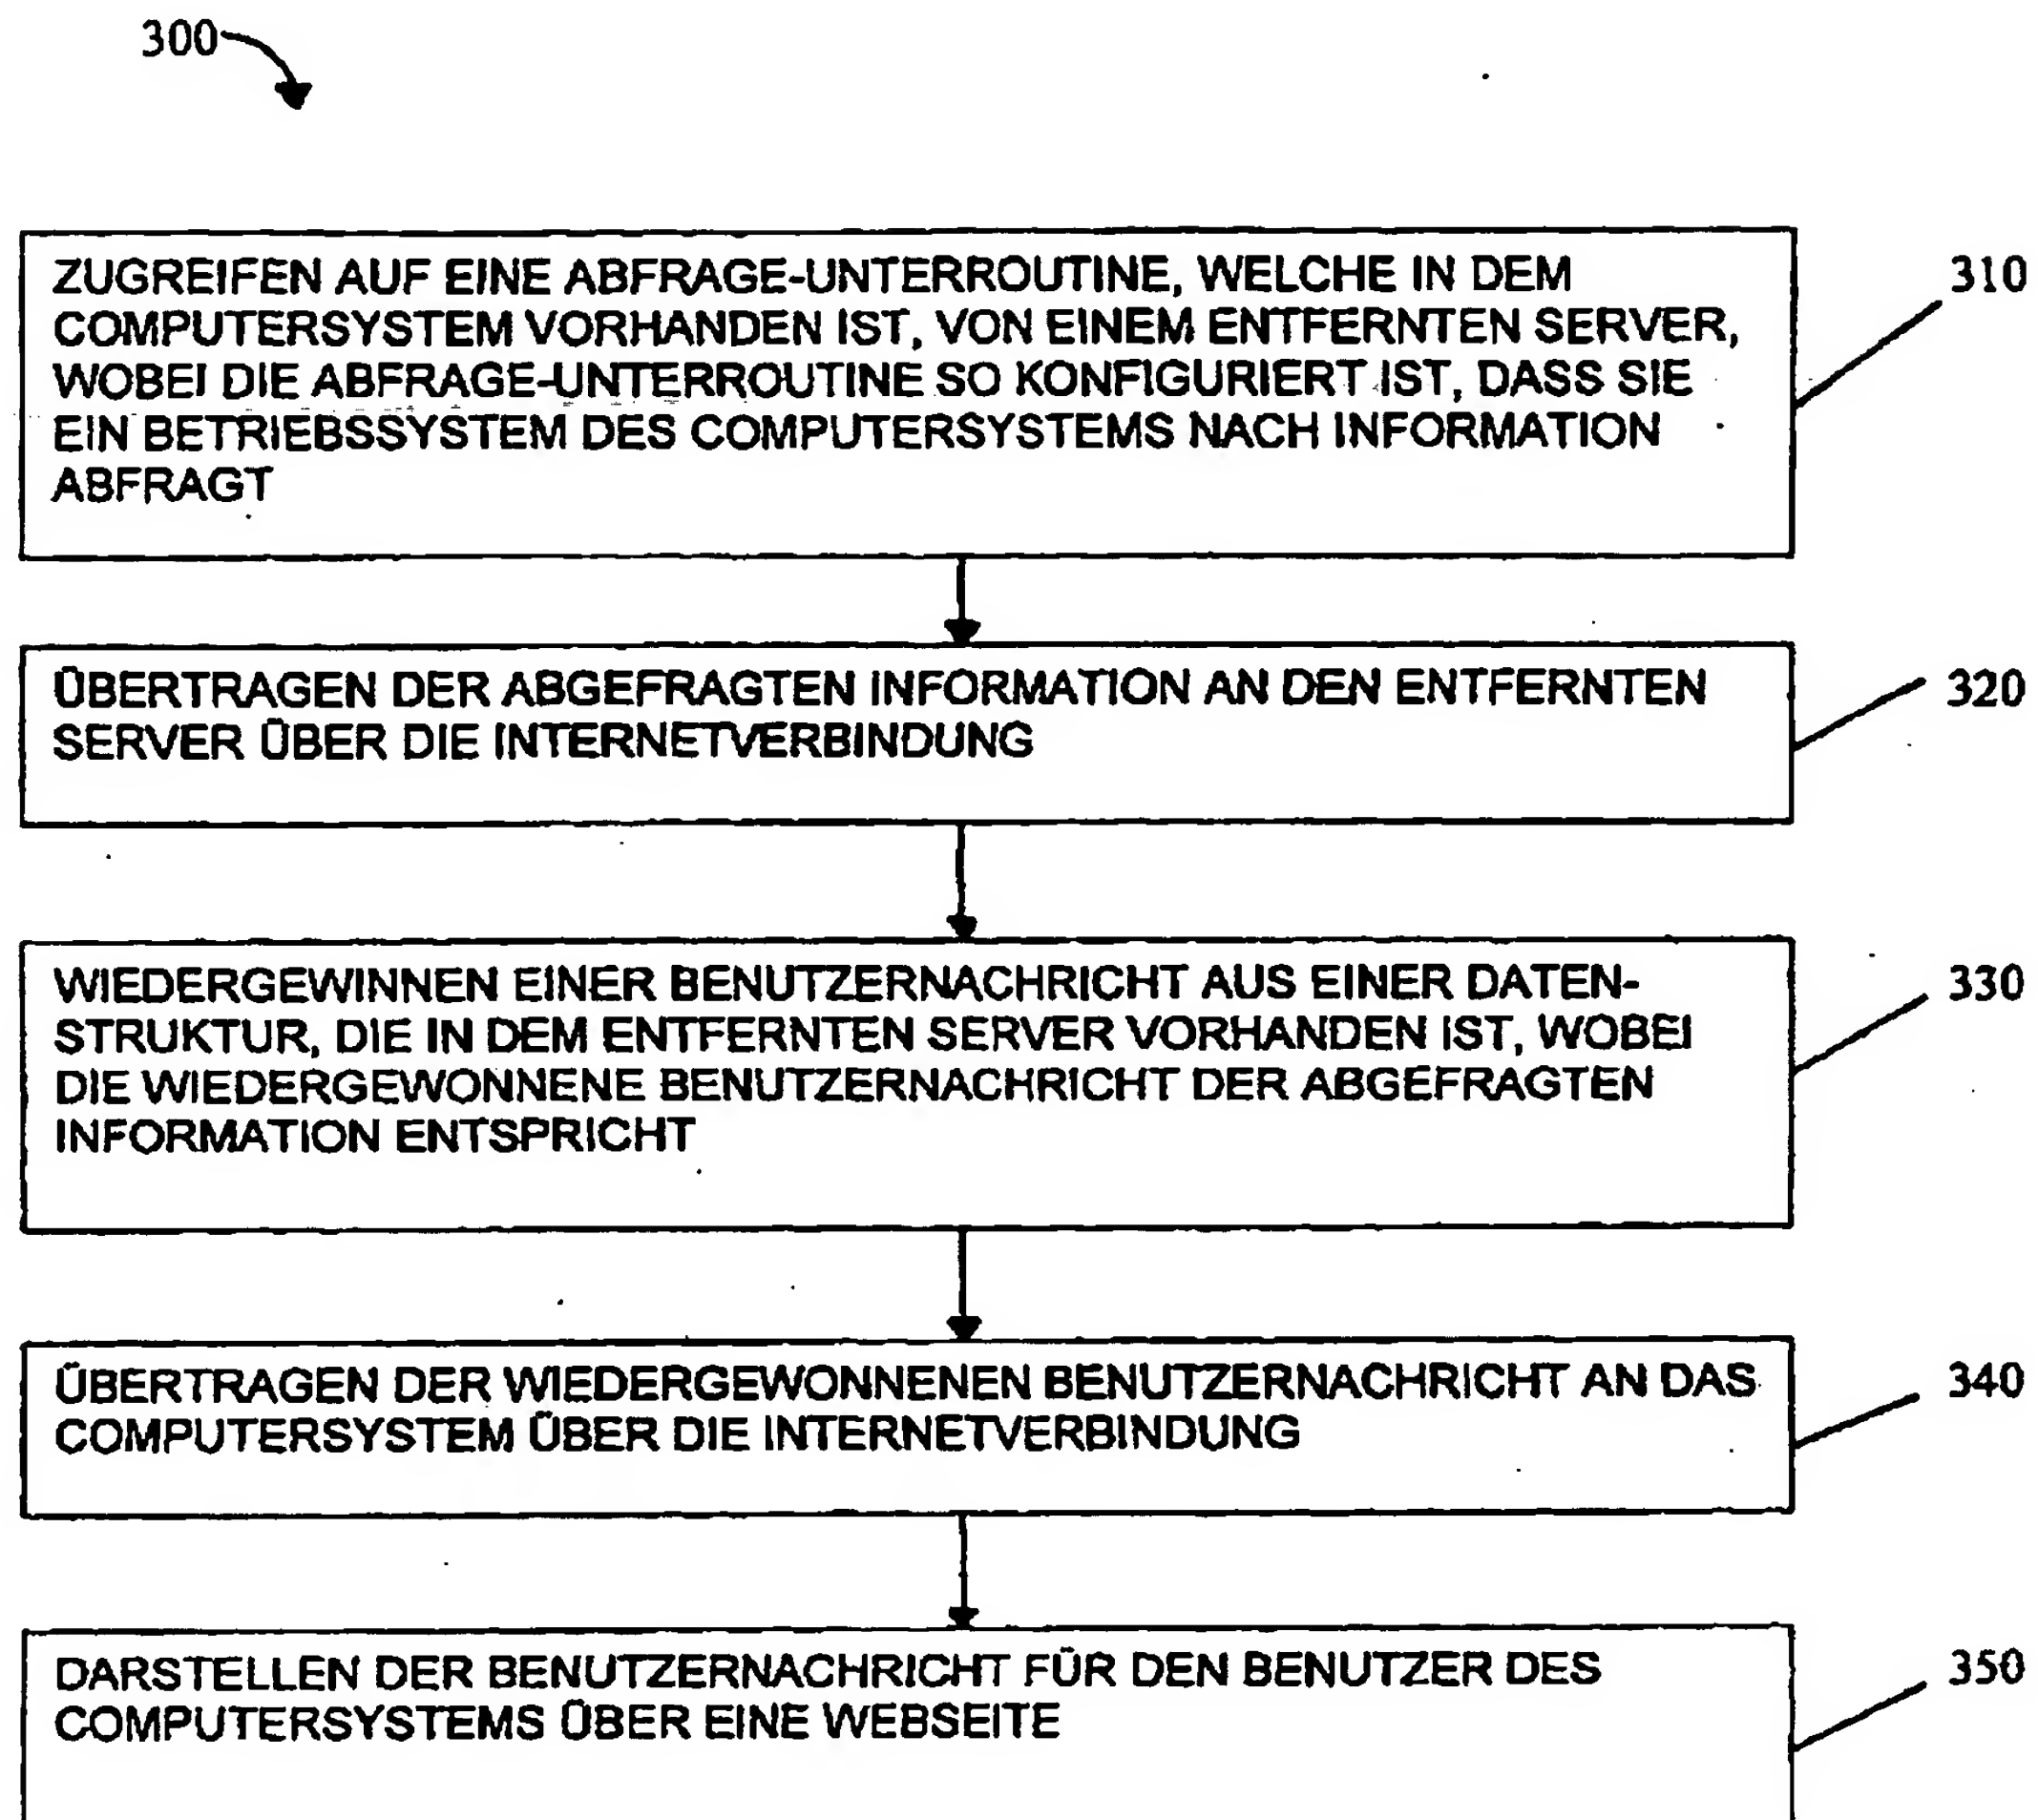 300
ZUGREIFEN AUF EINE ABFRAGE-UNTERROUTINE, WELCHE IN DEM
COMPUTERSYSTEM VORHANDEN IST, VON EINEM ENTFERNTEN SERVER,
WOBEI DIE ABFRAGE-UNTERROUTINE SO KONFIGURIERT IST, DASS SIE
EIN BETRIEBSSYSTEM DES COMPUTERSYSTEMS NACH INFORMATION
ABFRAGT
310
ÜBERTRAGEN DER ABGEFRAGTEN INFORMATION AN DEN ENTFERNTEN
SERVER ÜBER DIE INTERNETVERBINDUNG
320
WIEDERGEWINNEN EINER BENUTZERNACHRICHT AUS EINER DATEN-
STRUKTUR, DIE IN DEM ENTFERNTEN SERVER VORHANDEN IST, WOBEI
DIE WIEDERGEWONNENE BENUTZERNACHRICHT DER ABGEFRAGTEN
INFORMATION ENTSPRICHT
330
ÜBERTRAGEN DER WIEDERGEWONNENEN BENUTZERNACHRICHT AN DAS
COMPUTERSYSTEM ÜBER DIE INTERNETVERBINDUNG
340
DARSTELLEN DER BENUTZERNACHRICHT FÜR DEN BENUTZER DES
COMPUTERSYSTEMS ÜBER EINE WEBSEITE
350